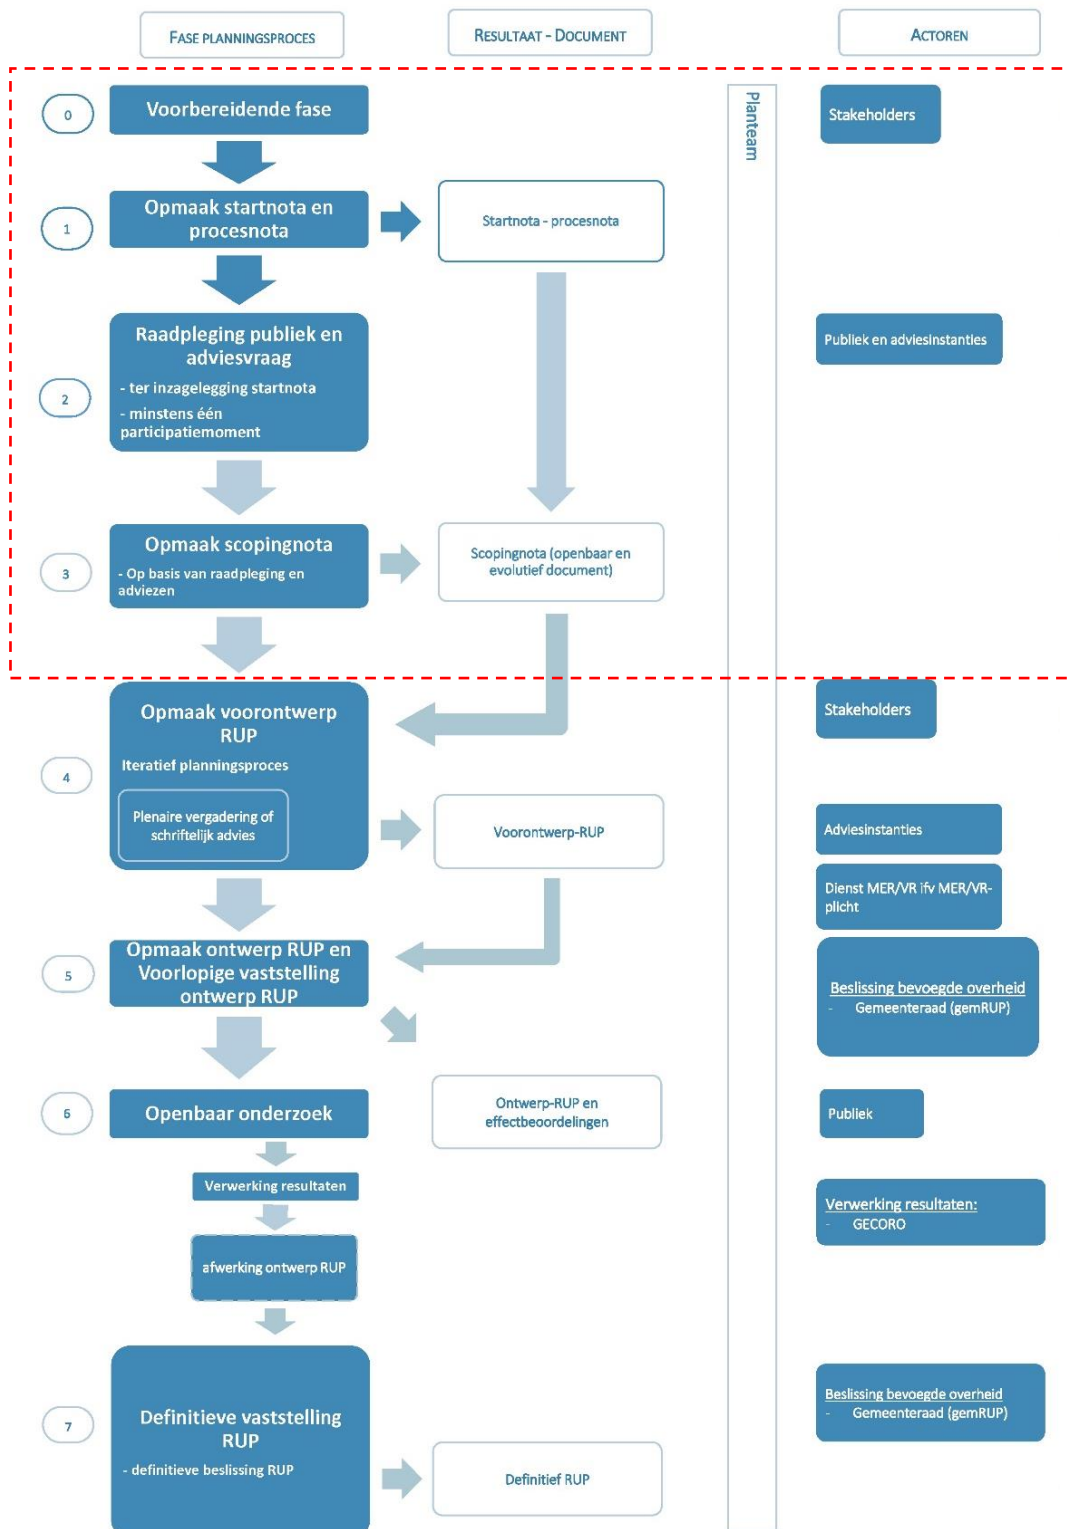 FASE PLANNINGSPROCES
RESULTAAT - DOCUMENT
ACTOREN
0
Voorbereidende fase
Planteam
Stakeholders
1
Opmaak startnota en
procesnota
Startnota - procesnota
2
Raadpleging publiek en
adviesvraag
- ter inzagelegging startnota
- minstens één
participatiemoment
Publiek en adviesinstanties
3
Opmaak scopingnota
- Op basis van raadpleging en
adviezen
Scopingnota (openbaar en
evolutief document)
4
Opmaak voorontwerp
RUP
Iteratief planningsproces
Plenaire vergadering of
schriftelijk advies
Voorontwerp-RUP
Stakeholders
Adviesinstanties
Dienst MER/VR ifv MER/VR-
plicht
5
Opmaak ontwerp RUP en
Voorlopige vaststelling
ontwerp RUP
Beslissing bevoegde overheid
- Gemeenteraad (gemRUP)
6
Openbaar onderzoek
Ontwerp-RUP en
effectbeoordelingen
Publiek
Verwerking resultaten
Verwerking resultaten:
- GECORO
afwerking ontwerp RUP
7
Definitieve vaststelling
RUP
- definitieve beslissing RUP
Definitief RUP
Beslissing bevoegde overheid
- Gemeenteraad (gemRUP)